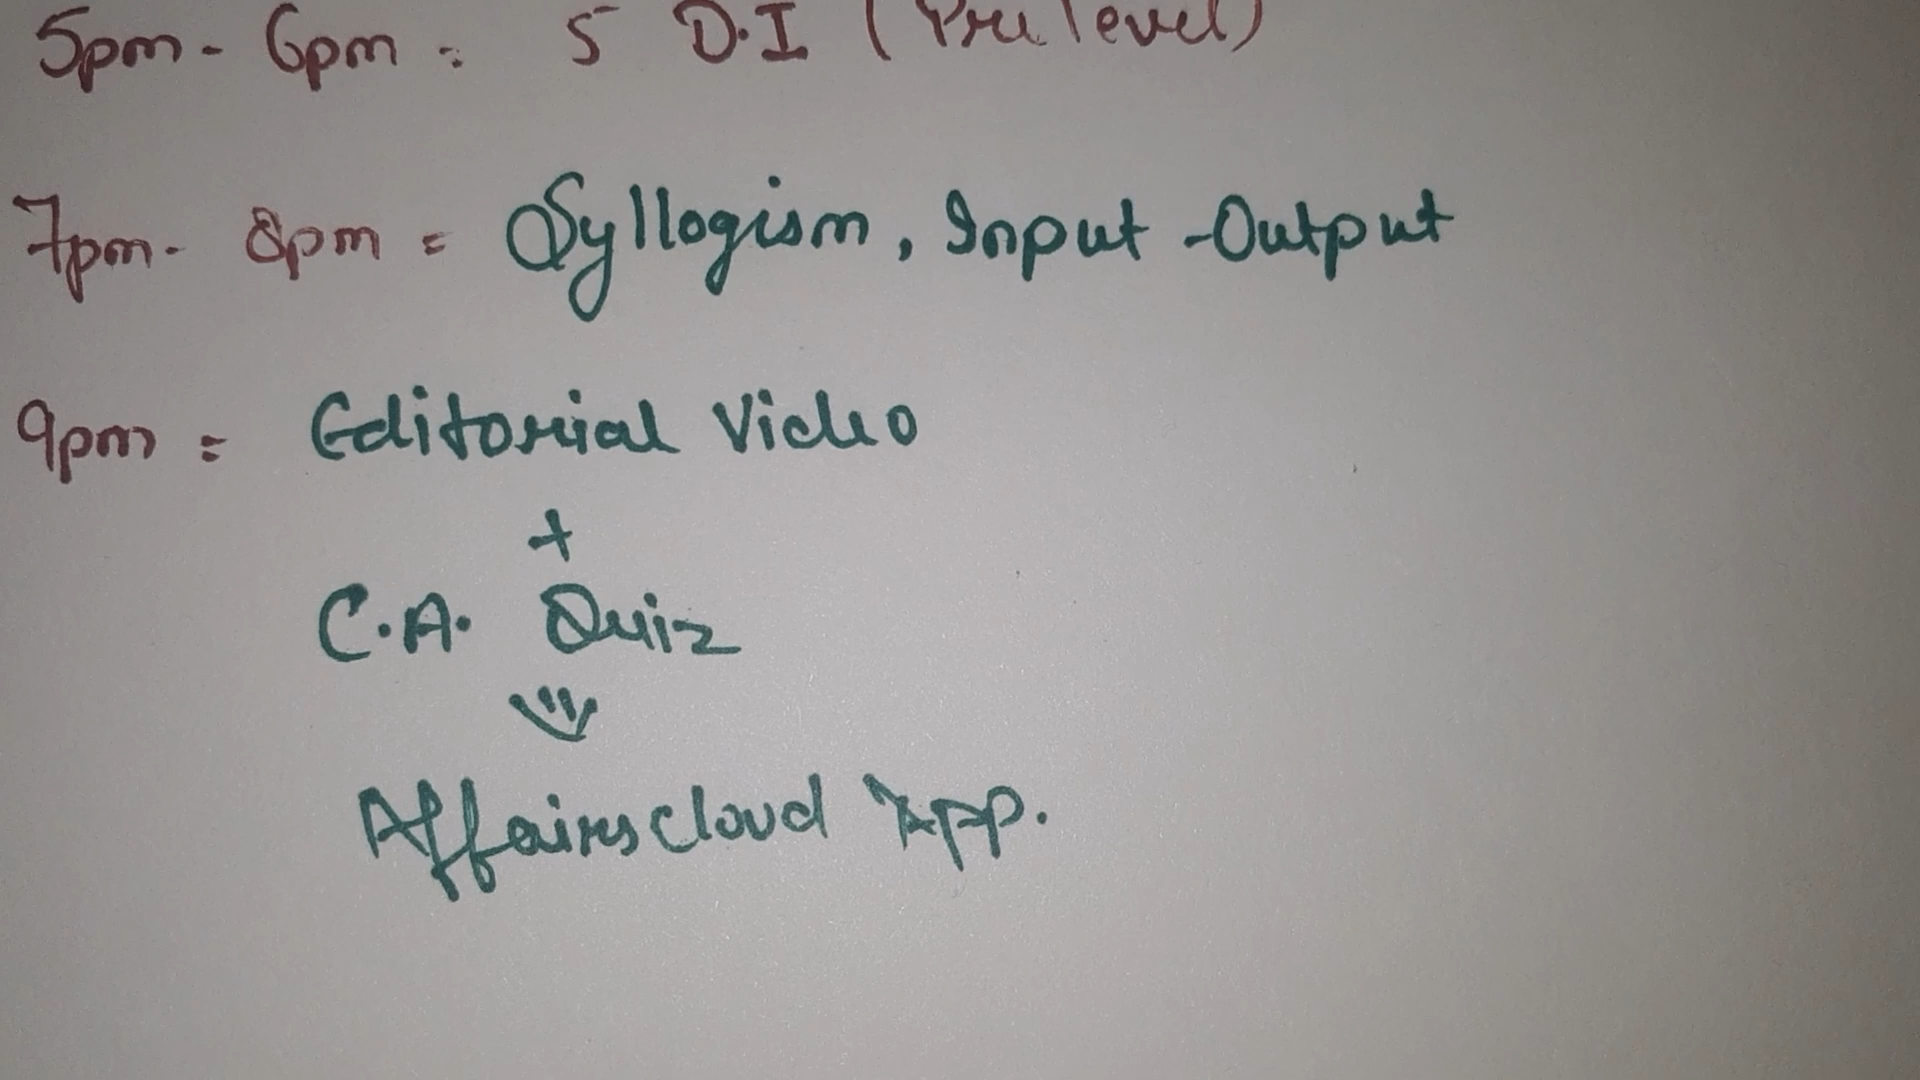 5pm - 6pm = 5 D.I (Pre level)
7pm - 8pm = Syllogism, Input-Output
9pm = Editorial Video
+
C.A. Quiz
Affairscloud App.